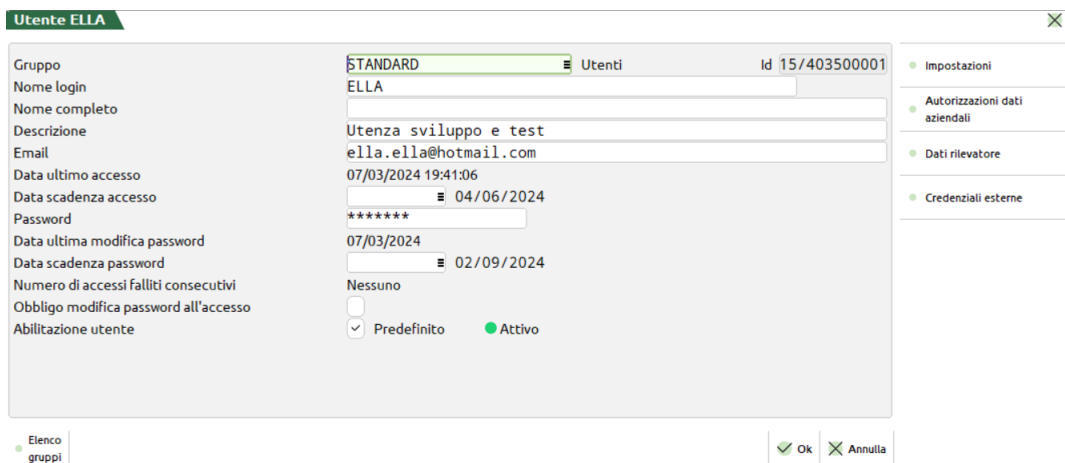 Utente ELLA
Gruppo STANDARD Utenti Id 15/403500001
Nome login ELLA
Nome completo
Descrizione Utenza sviluppo e test
Email ella.ella@hotmail.com
Data ultimo accesso 07/03/2024 19:41:06
Data scadenza accesso 04/06/2024
Password *******
Data ultima modifica password 07/03/2024
Data scadenza password 02/09/2024
Numero di accessi falliti consecutivi Nessuno
Obbligo modifica password all'accesso
Abilitazione utente Predefinito Attivo
Impostazioni
Autorizzazioni dati
aziendali
Dati rilevatore
Credenziali esterne
Elenco
gruppi
Ok Annulla